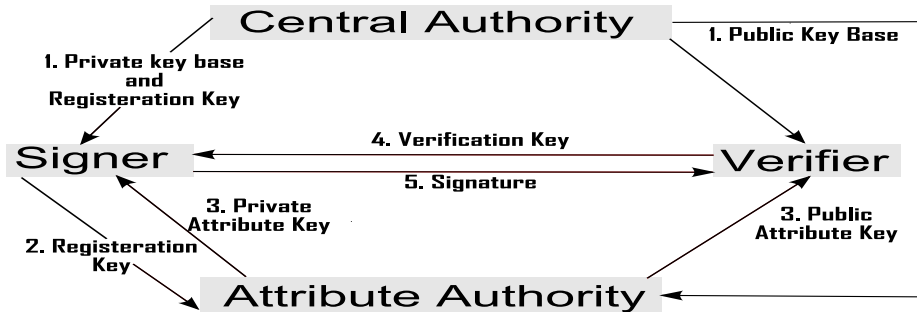 Central Authority
1. Public Key Base
1. Private key base
and
Registeration Key
4. Verification Key
Signer
Verifier
5. Signature
3. Private
Attribute Key
3. Public
Attribute Key
2. Registeration
Key
Attribute Authority